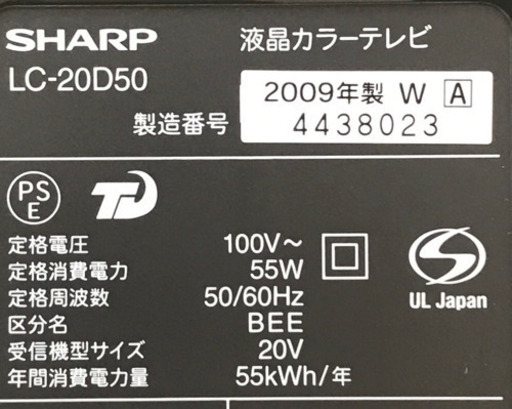 SHARP 液晶カラーテレビ
LC-20D50
2009年製 W A
製造番号 4438023
PS
E
定格電圧 100V～
定格消費電力 55W
定格周波数 50/60Hz
区分名 BEE
受信機型サイズ 20V
年間消費電力量 55kWh/年
UL Japan